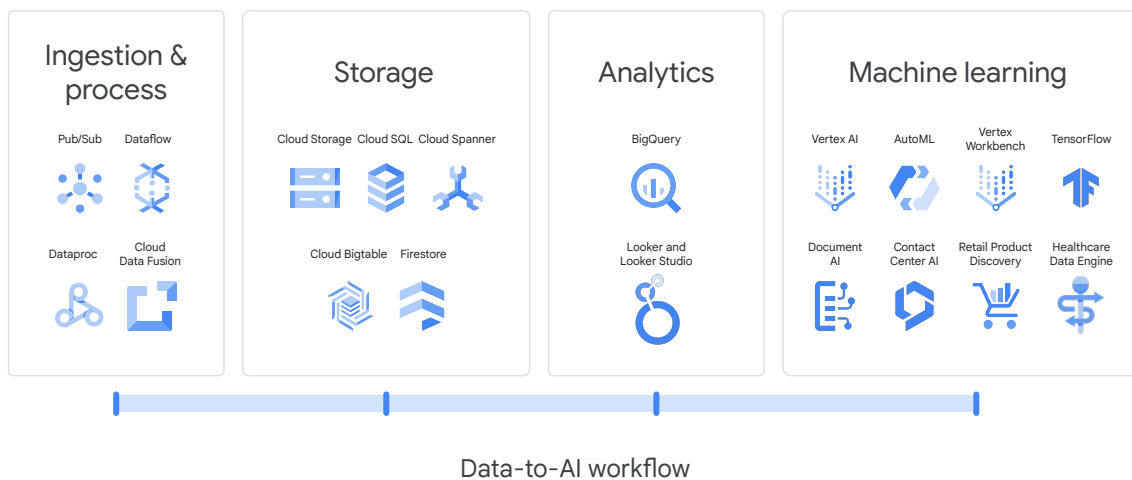 Ingestion &
process
Pub/Sub
Dataflow
Dataproc
Cloud
Data Fusion
Storage
Cloud Storage
Cloud SQL
Cloud Spanner
Cloud Bigtable
Firestore
Analytics
BigQuery
Looker and
Looker Studio
Machine learning
Vertex AI
AutoML
Vertex
Workbench
TensorFlow
Document
AI
Contact
Center AI
Retail Product
Discovery
Healthcare
Data Engine
Data-to-AI workflow